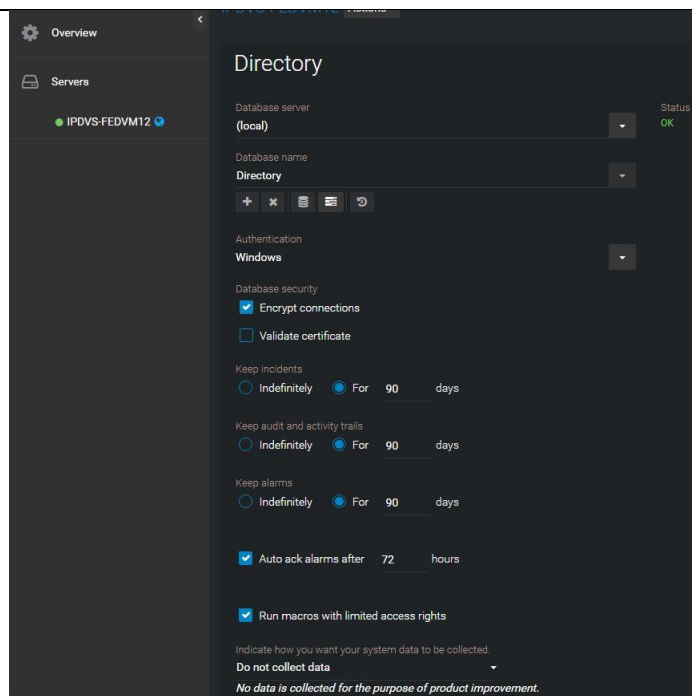 Overview
Servers
IPDVS-FEDVM12
Directory
Database server
(local)
Status
OK
Database name
Directory
Authentication
Windows
Database security
Encrypt connections
Validate certificate
Keep incidents
Indefinitely For 90 days
Keep audit and activity trails
Indefinitely For 90 days
Keep alarms
Indefinitely For 90 days
Auto ack alarms after 72 hours
Run macros with limited access rights
Indicate how you want your system data to be collected.
Do not collect data
No data is collected for the purpose of product improvement.